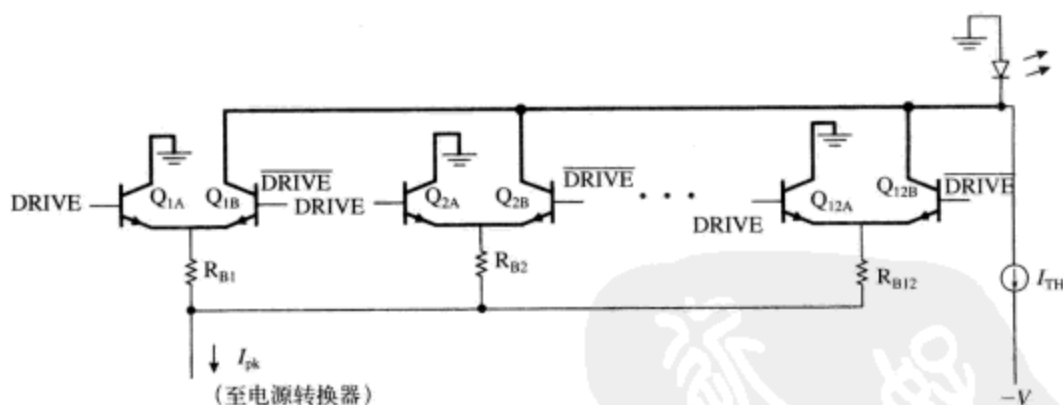 DRIVE
Q1A
Q1B
DRIVE
DRIVE
Q2A
Q2B
DRIVE
• • •
DRIVE
Q12A
Q12B
DRIVE
RB1
RB2
RB12
ITH
Ipk
(至电源转换器)
−V